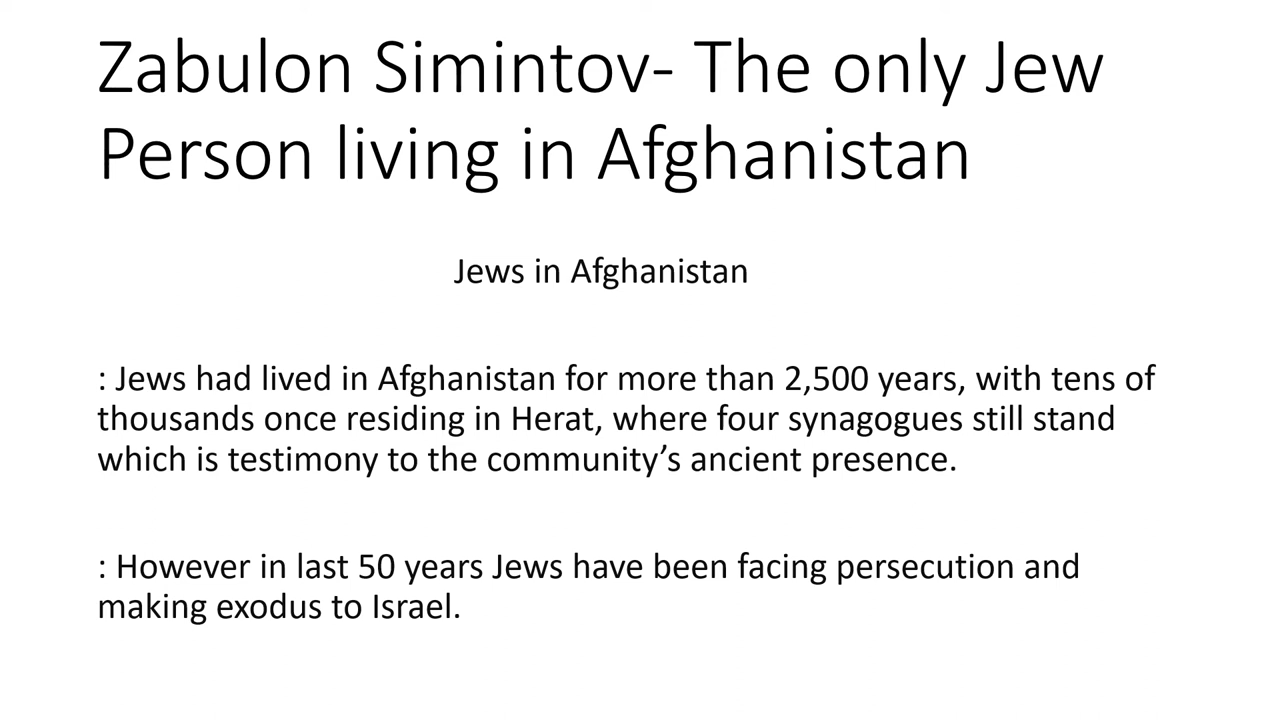 Zabulon Simintov- The only Jew
Person living in Afghanistan
Jews in Afghanistan
: Jews had lived in Afghanistan for more than 2,500 years, with tens of
thousands once residing in Herat, where four synagogues still stand
which is testimony to the community’s ancient presence.
: However in last 50 years Jews have been facing persecution and
making exodus to Israel.